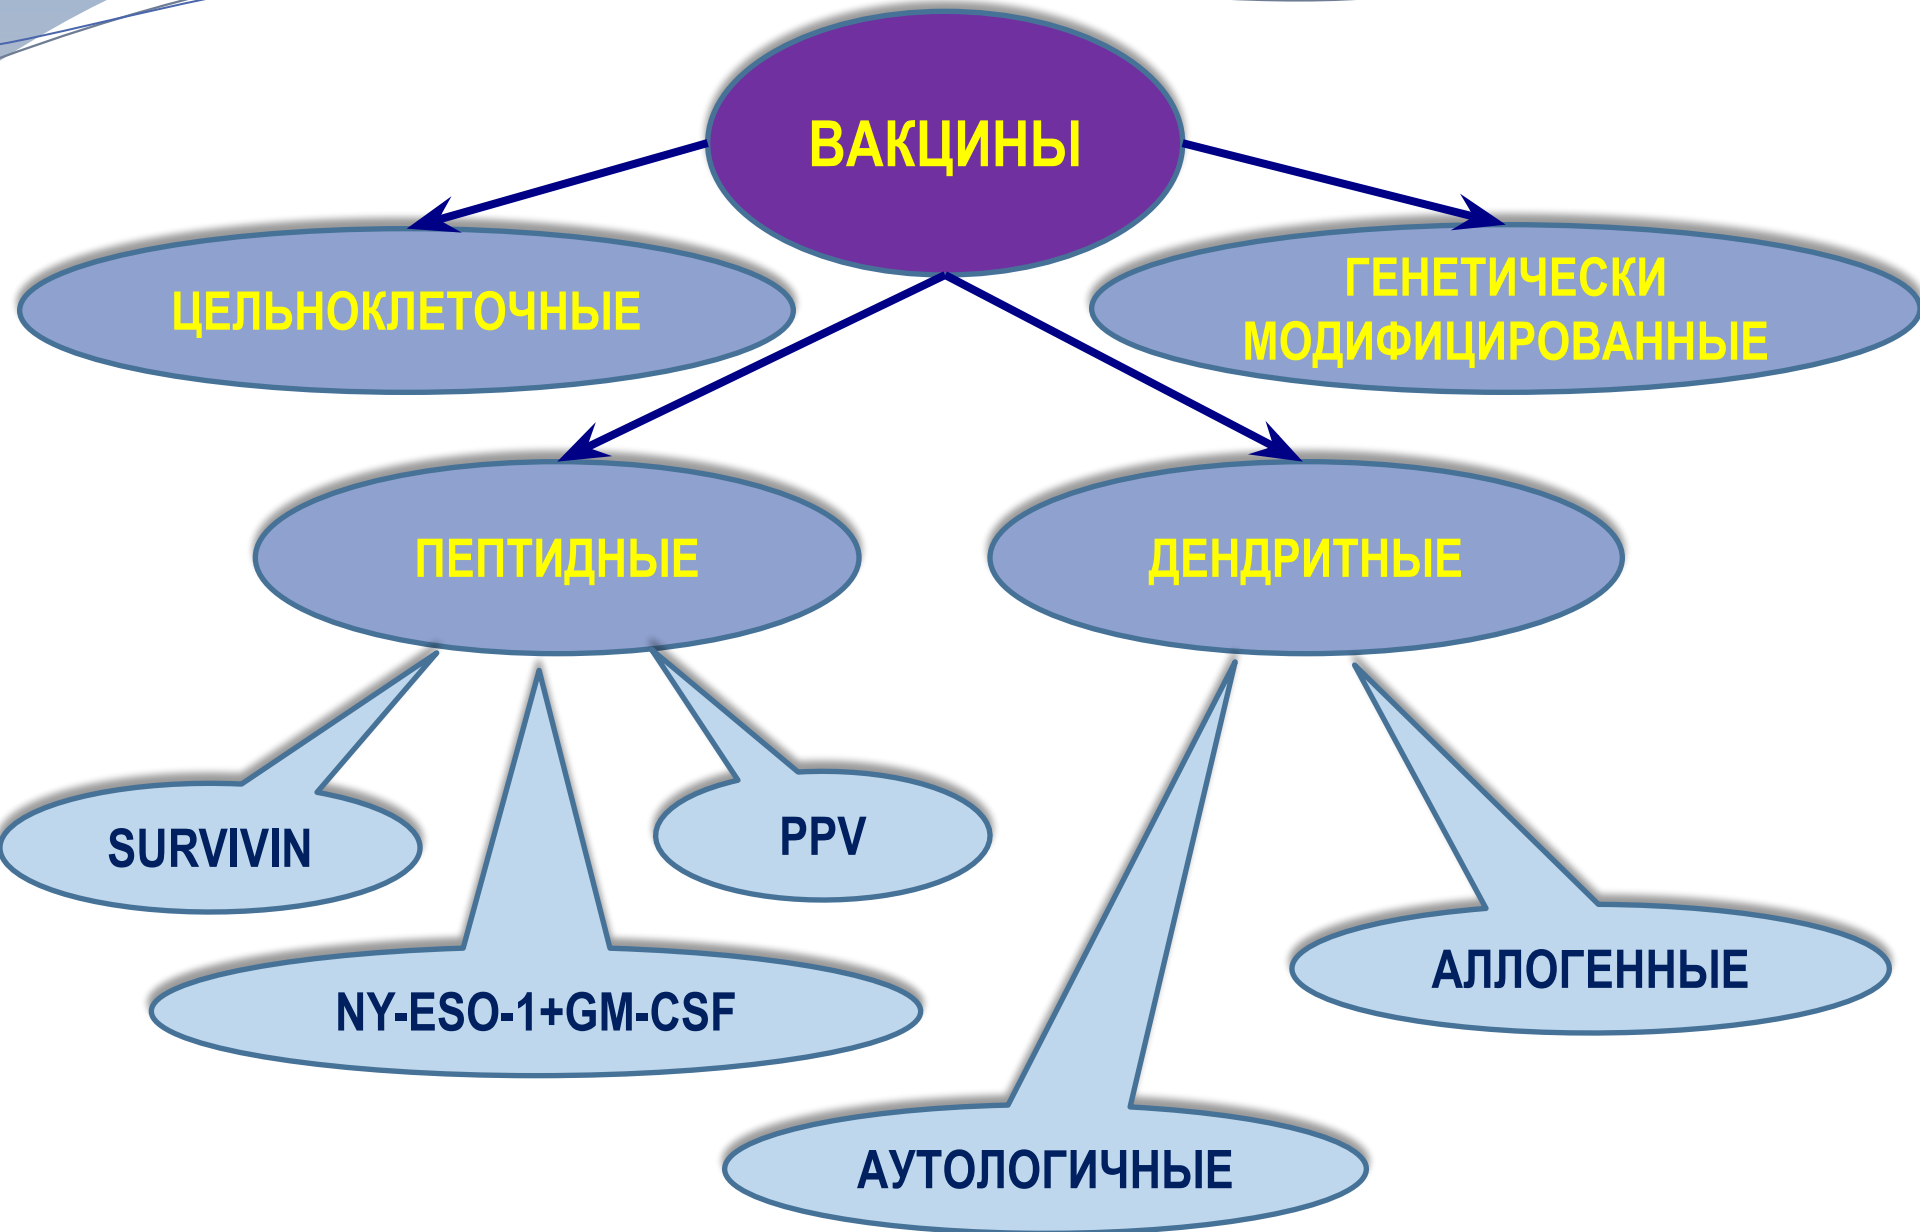 ВАКЦИНЫ
ЦЕЛЬНОКЛЕТОЧНЫЕ
ГЕНЕТИЧЕСКИ
МОДИФИЦИРОВАННЫЕ
ПЕПТИДНЫЕ
ДЕНДРИТНЫЕ
SURVIVIN
PPV
NY-ESO-1+GM-CSF
АЛЛОГЕННЫЕ
АУТОЛОГИЧНЫЕ